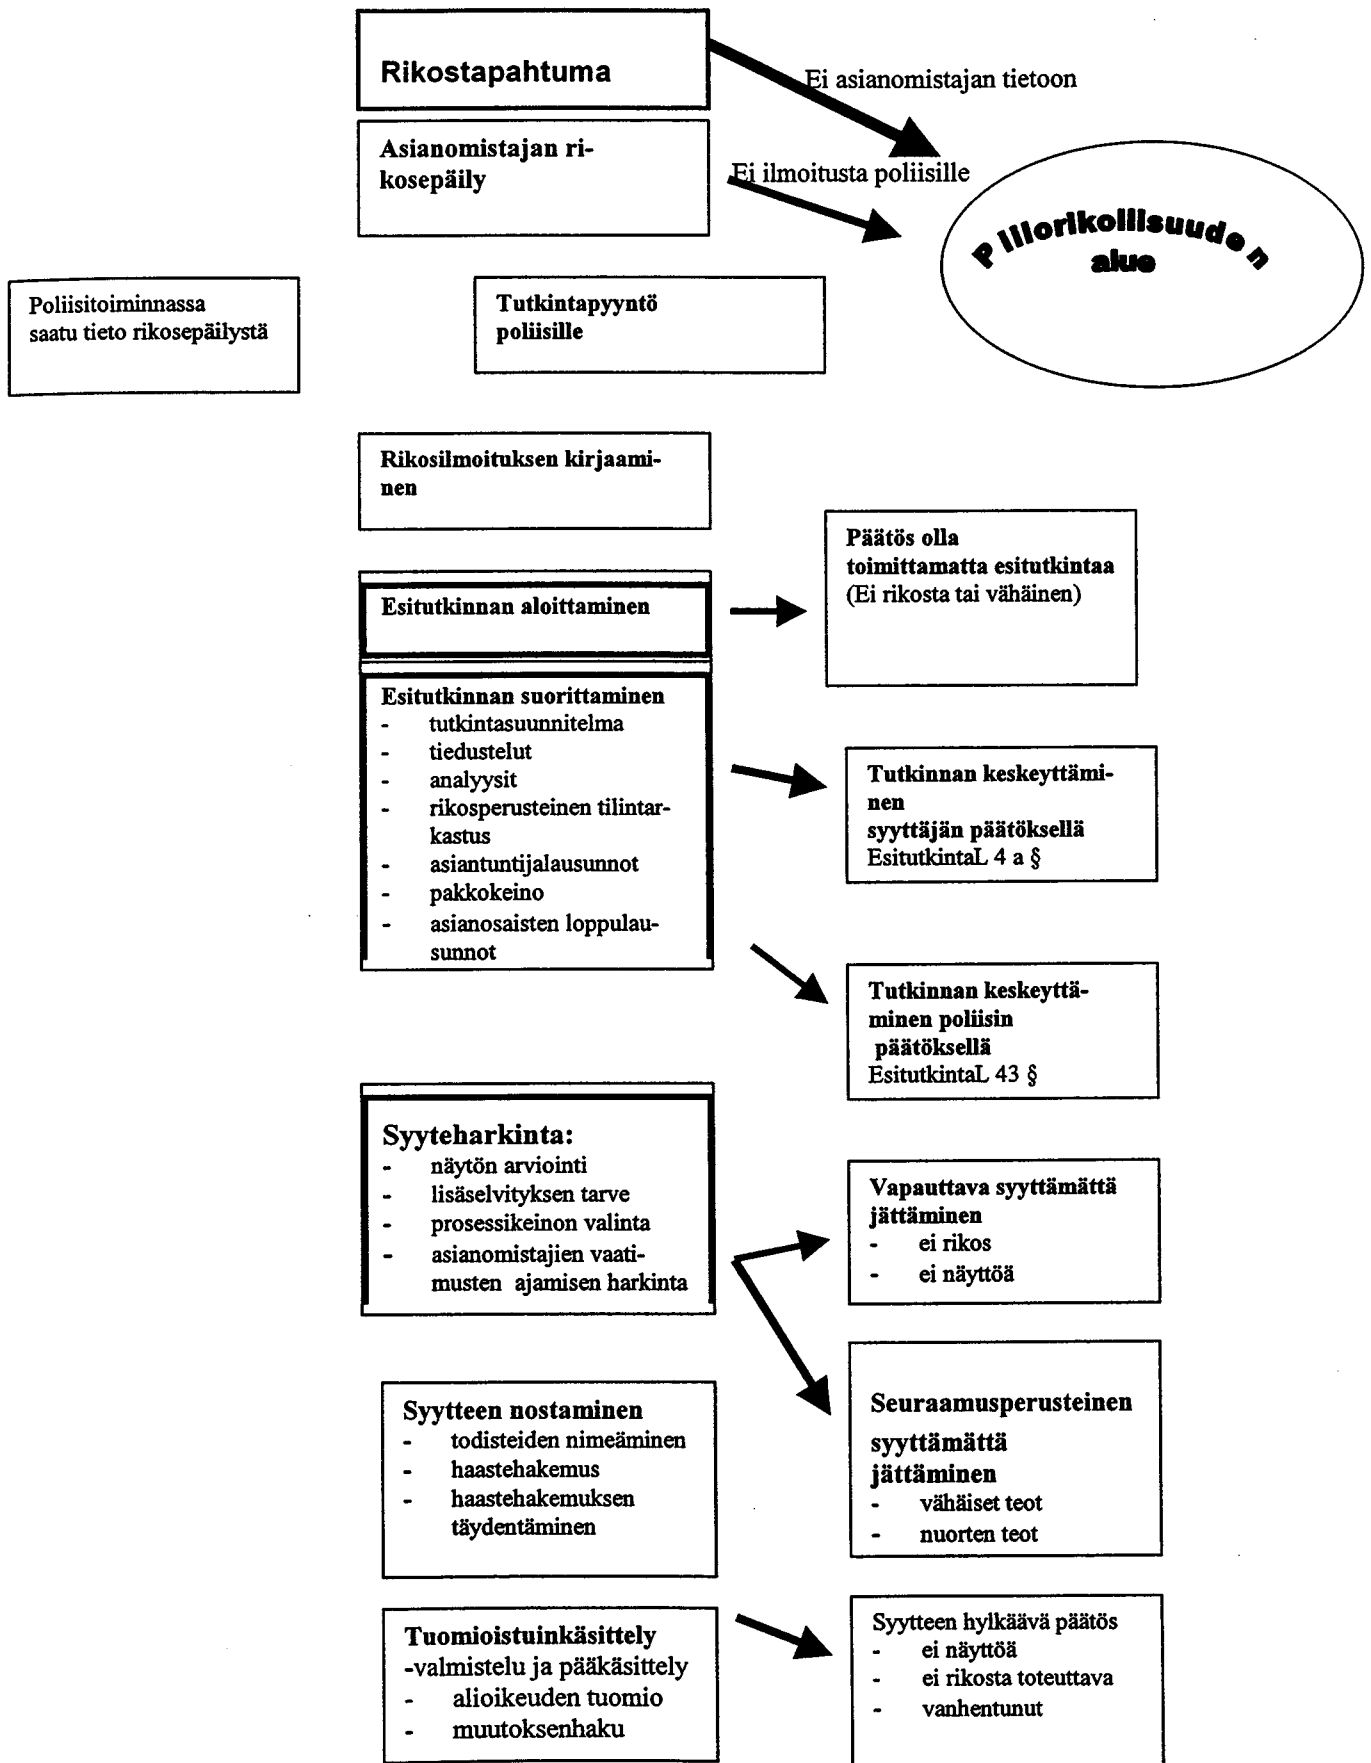 Rikostapahtuma
Ei asianomistajan tietoon
Asianomistajan ri-
kosepäily
Ei ilmoitusta poliisille
Piilorikollisuuden
alue
Poliisitoiminnassa
saatu tieto rikosepäilystä
Tutkintapyyntö
poliisille
Rikosilmoituksen kirjaami-
nen
Päätös olla
toimittamatta esitutkintaa
(Ei rikosta tai vähäinen)
Esitutkinnan aloittaminen
Esitutkinnan suorittaminen
- tutkintasuunnitelma
- tiedustelut
- analyysit
- rikosperusteinen tilintar-
kastus
- asiantuntijalausunnot
- pakkokeino
- asianosaisten loppulau-
sunnot
Tutkinnan keskeyttämi-
nen
syyttäjän päätöksellä
EsitutkintaL 4 a §
Tutkinnan keskeyttä-
minen poliisin
päätöksellä
EsitutkintaL 43 §
Syyteharkinta:
- näytön arviointi
- lisäselvityksen tarve
- prosessikeinon valinta
- asianomistajien vaati-
musten ajamisen harkinta
Vapauttava syyttämättä
jättäminen
- ei rikos
- ei näyttöä
Seuraamusperusteinen
syyttämättä
jättäminen
- vähäiset teot
- nuorten teot
Syytteen nostaminen
- todisteiden nimeäminen
- haastehakemus
- haastehakemuksen
täydentäminen
Tuomioistuinkäsittely
-valmistelu ja pääkäsittely
- alioikeuden tuomio
- muutoksenhaku
Syytteen hylkäävä päätös
- ei näyttöä
- ei rikosta toteuttava
- vanhentunut